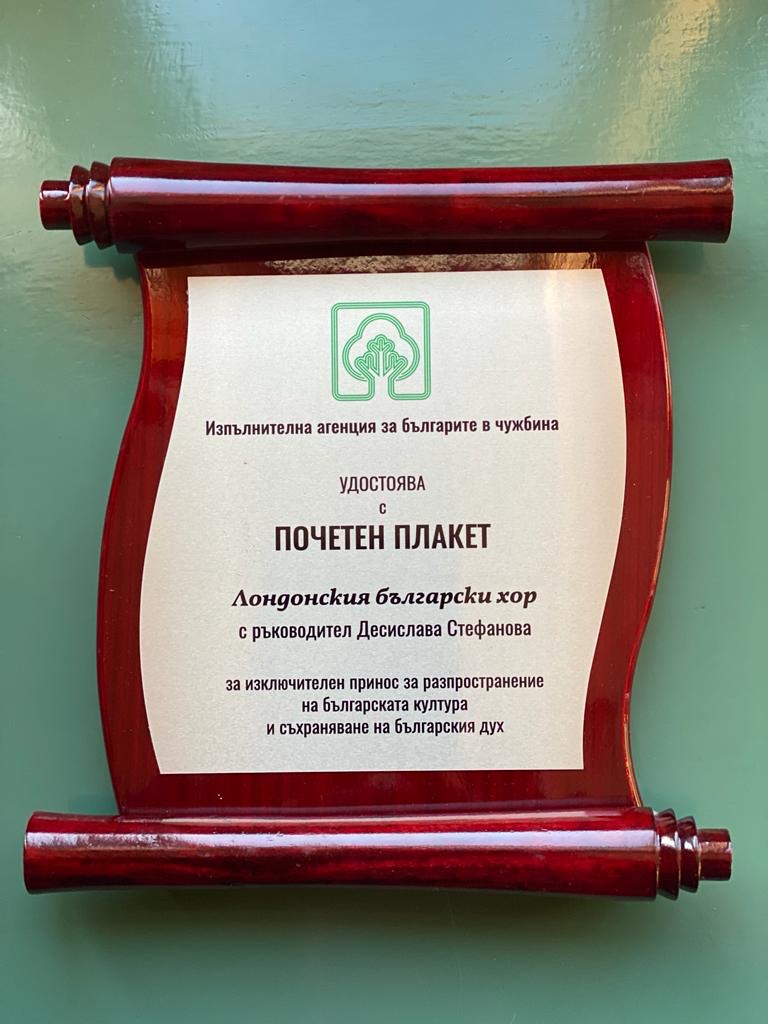 Изпълнителна агенция за българите в чужбина
УДОСТОЯВА
с
ПОЧЕТЕН ПЛАКЕТ
Лондонския български хор
с ръководител Десислава Стефанова
за изключителен принос за разпространение
на българската култура
и съхраняване на българския дух